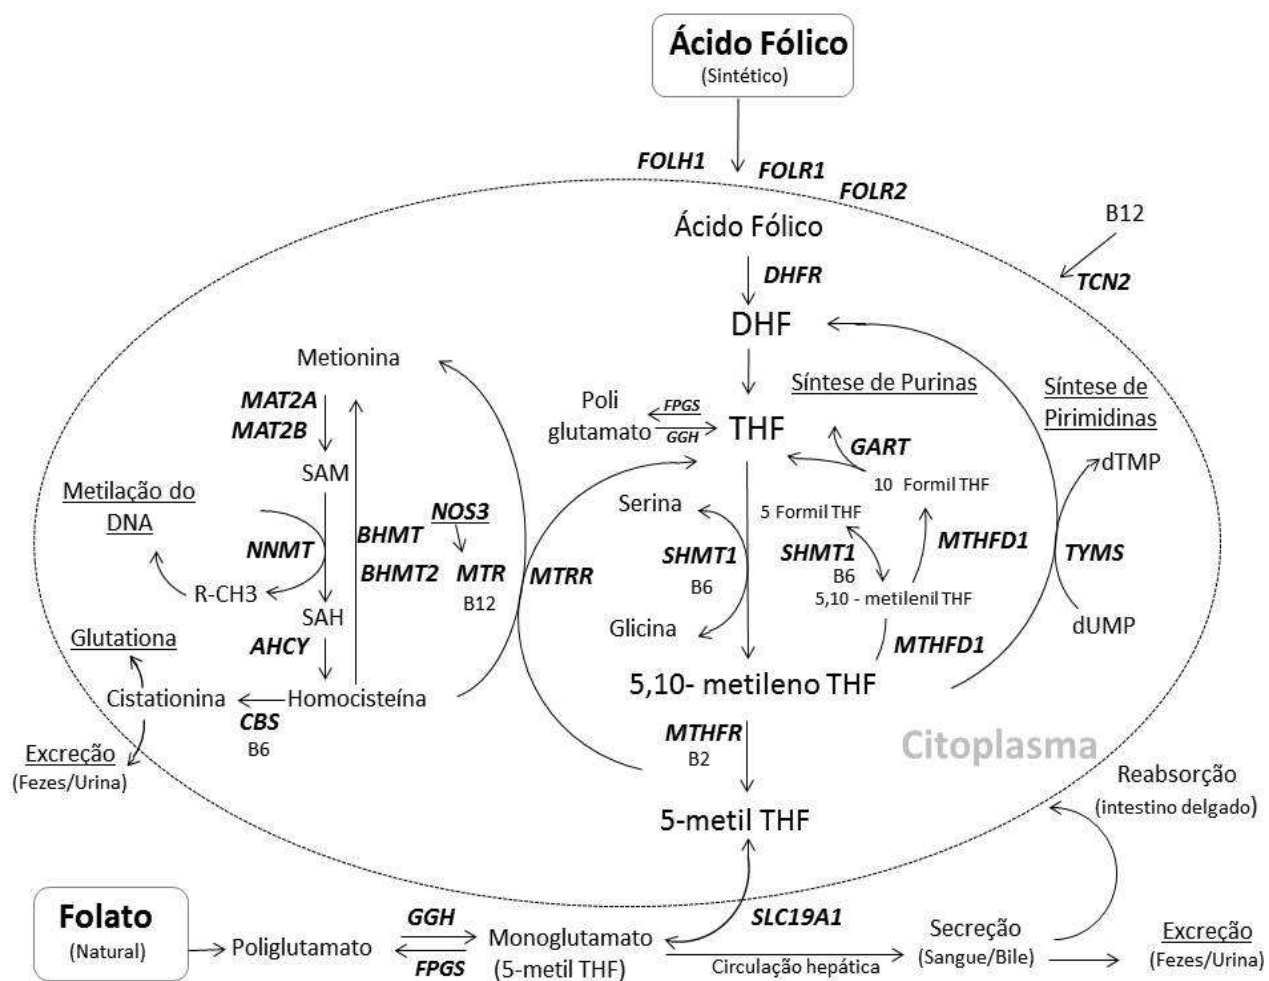 Ácido Fólico
(Sintético)
FOLH1
FOLR1
FOLR2
Ácido Fólico
B12
DHFR
TCN2
DHF
Metionina
Síntese de Purinas
Síntese de
Pirimidinas
MAT2A
MAT2B
Poli
glutamato
FPGS
GGH
THF
GART
dTMP
SAM
10 Formil THF
Metilação do
DNA
NOS3
Serina
5 Formil THF
NNMT
BHMT
BHMT2
MTR
B12
MTRR
SHMT1
B6
SHMT1
B6
MTHFD1
TYMS
R-CH3
5,10 - metilenil THF
SAH
Glicina
dUMP
Glutationa
AHCY
MTHFD1
Cistationina
Homocisteína
5,10- metileno THF
CBS
B6
MTHFR
B2
Citoplasma
Excreção
(Fezes/Urina)
Reabsorção
(intestino delgado)
5-metil THF
Folato
(Natural)
Poliglutamato
GGH
FPGS
Monoglutamato
(5-metil THF)
SLC19A1
Circulação hepática
Secreção
(Sangue/Bile)
Excreção
(Fezes/Urina)